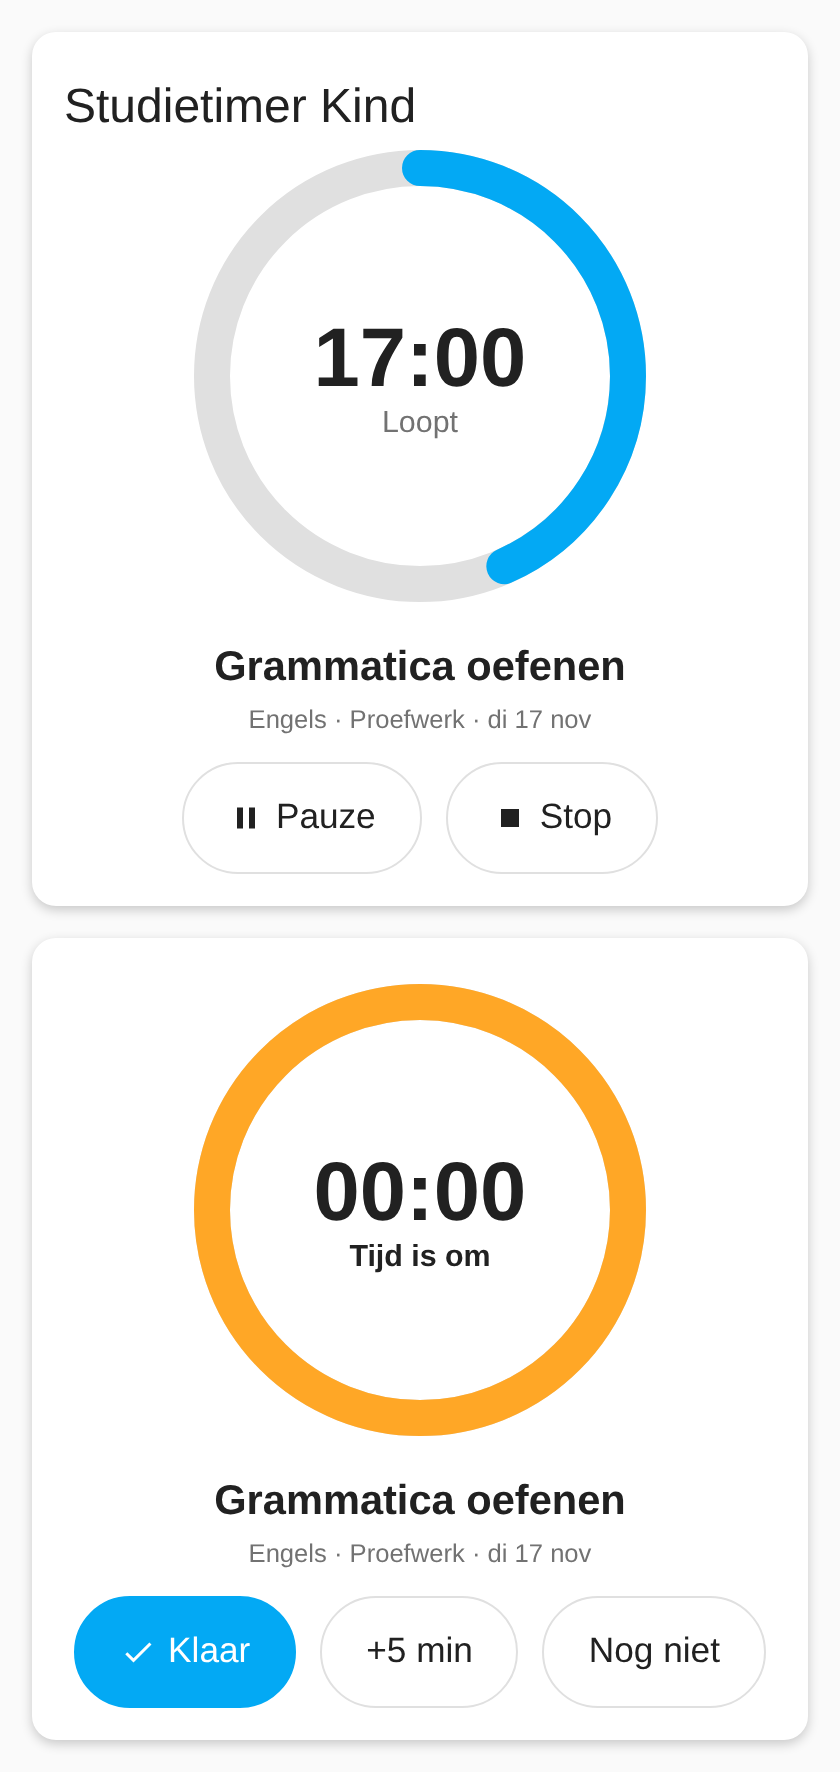 Studietimer Kind
17:00
Loopt
Grammatica oefenen
Engels · Proefwerk · di 17 nov
Pauze
Stop
00:00
Tijd is om
Grammatica oefenen
Engels · Proefwerk · di 17 nov
Klaar
+5 min
Nog niet